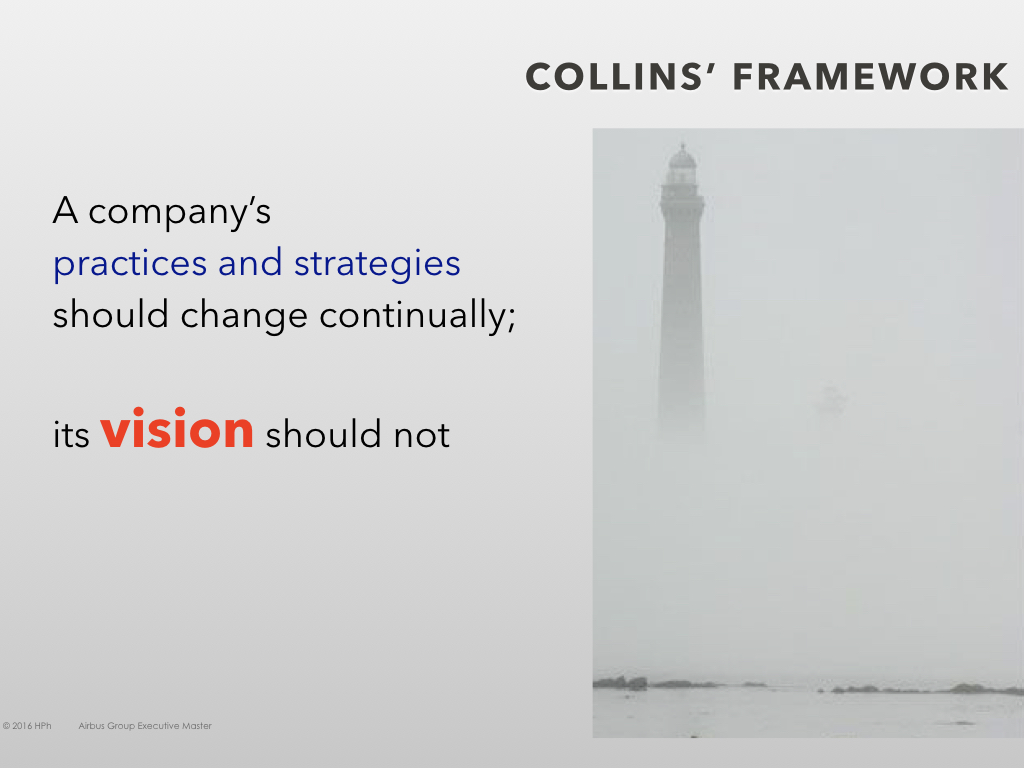 COLLINS’ FRAMEWORK
A company’s
practices and strategies
should change continually;
its vision should not
© 2016 HPh Airbus Group Executive Master